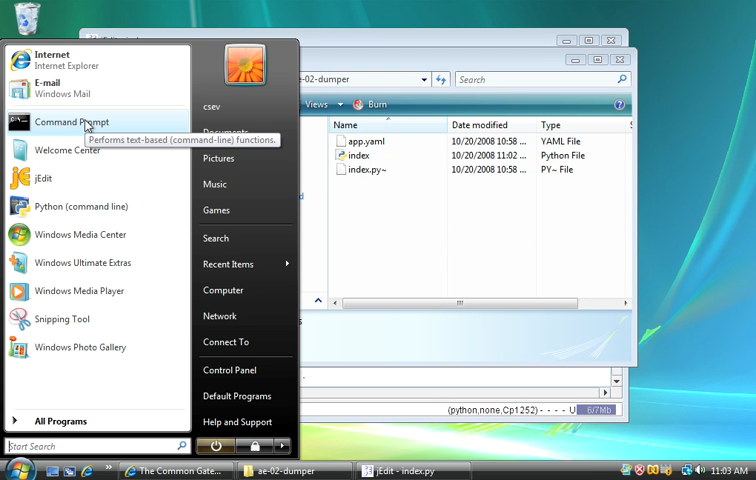 Internet
Internet Explorer
E-mail
Windows Mail
Command Prompt
Performs text-based (command-line) functions.
Welcome Center
jEdit
Python (command line)
Windows Media Center
Windows Ultimate Extras
Windows Media Player
Snipping Tool
Windows Photo Gallery
All Programs
Start Search
csev
Documents
Pictures
Music
Games
Search
Recent Items
Computer
Network
Connect To
Control Panel
Default Programs
Help and Support
ae-02-dumper
Search
Views
Burn
Name
Date modified
Type
S
app.yaml
10/20/2008 10:58 ...
YAML File
index
10/20/2008 11:02 ...
Python File
index.py~
10/20/2008 10:58 ...
PY~ File
(python,none,Cp1252) - - - - U
6/7Mb
The Common Gate...
ae-02-dumper
jEdit - index.py
11:03 AM